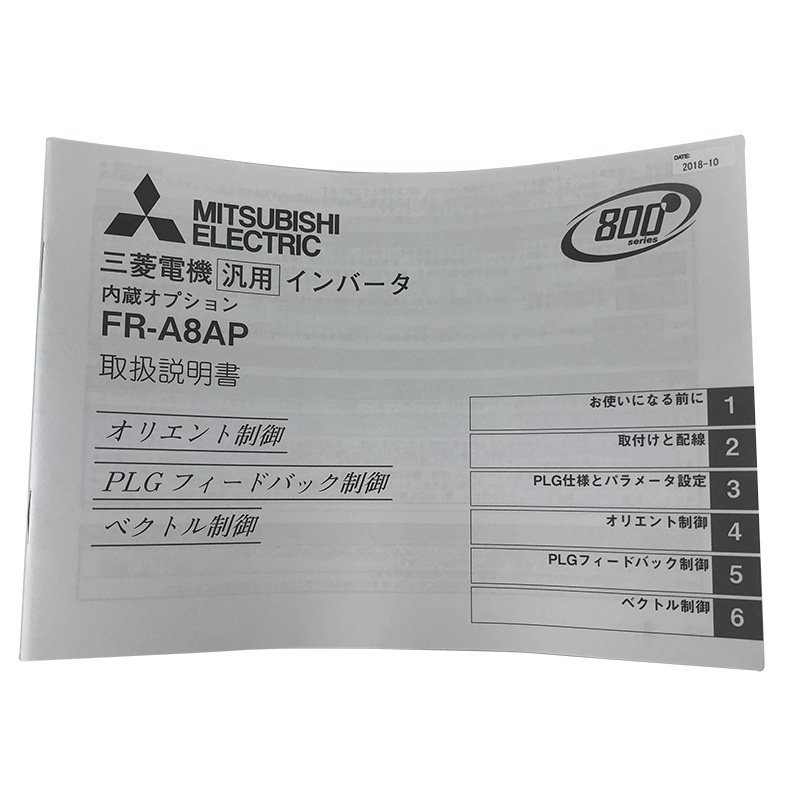 DATE:
2018-10
MITSUBISHI
ELECTRIC
800
series
三菱電機 汎用 インバータ
内蔵オプション
FR-A8AP
取扱説明書
オリエント制御
PLG フィードバック制御
ベクトル制御
お使いになる前に 1
取付けと配線 2
PLG仕様とパラメータ設定 3
オリエント制御 4
PLGフィードバック制御 5
ベクトル制御 6